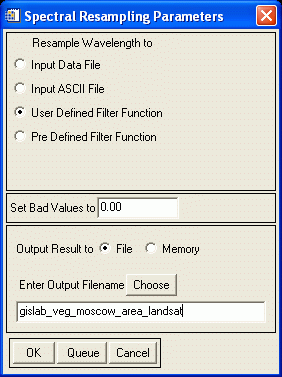 Spectral Resampling Parameters
Resample Wavelength to
Input Data File
Input ASCII File
User Defined Filter Function
Pre Defined Filter Function
Set Bad Values to 0.00
Output Result to File Memory
Enter Output Filename Choose
gislab_veg_moscow_area_landsat
OK Queue Cancel